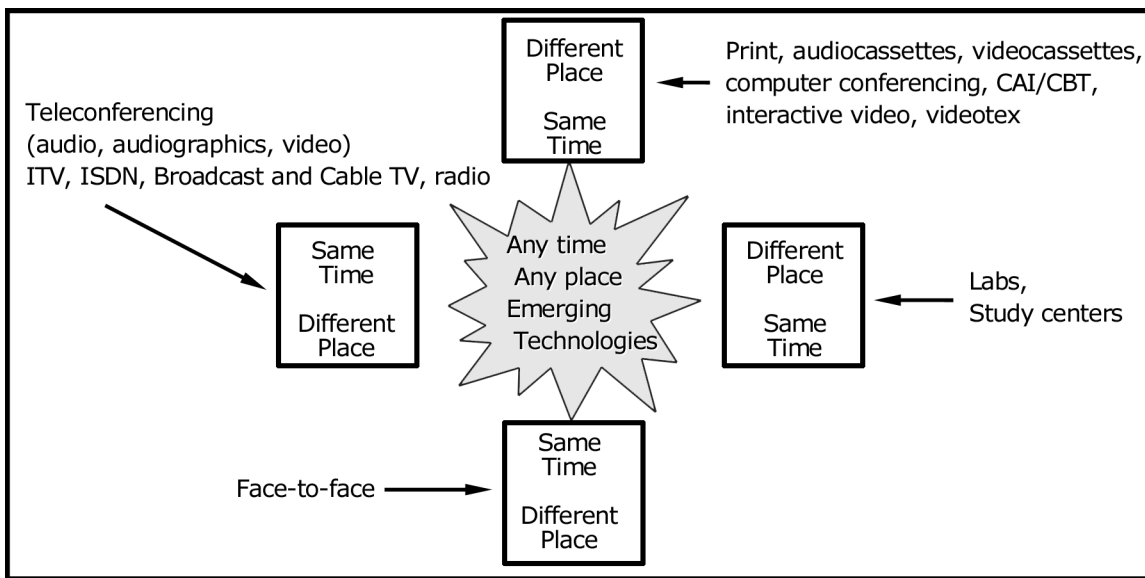 Different
Place
Same
Time
Print, audiocassettes, videocassettes,
computer conferencing, CAI/CBT,
interactive video, videotex
Teleconferencing
(audio, audiographics, video)
ITV, ISDN, Broadcast and Cable TV, radio
Same
Time
Different
Place
Any time
Any place
Emerging
Technologies
Different
Place
Same
Time
Labs,
Study centers
Face-to-face
Same
Time
Different
Place